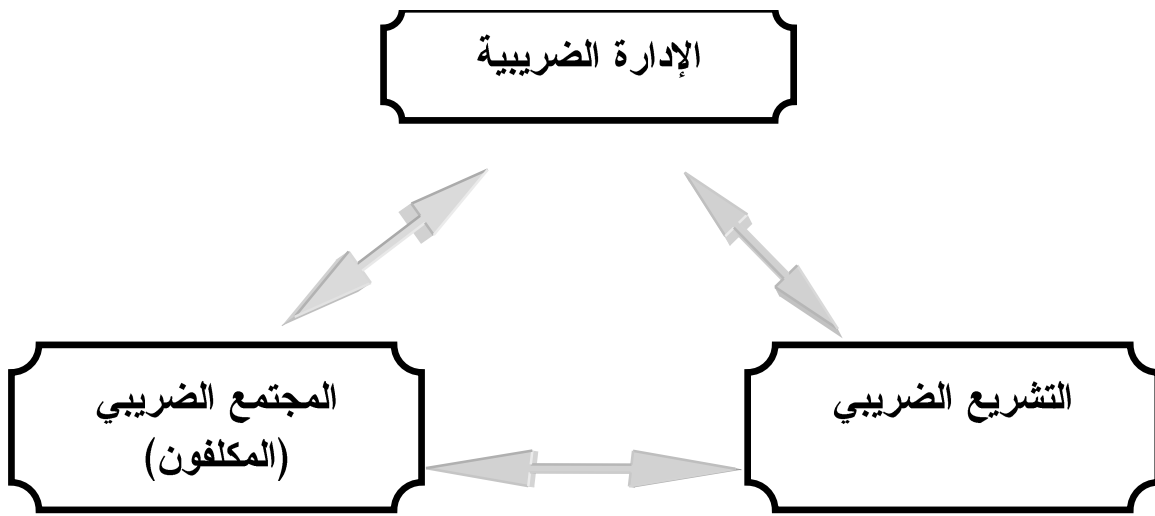 الإدارة الضريبية
التشريع الضريبي
المجتمع الضريبي
(المكلفون)